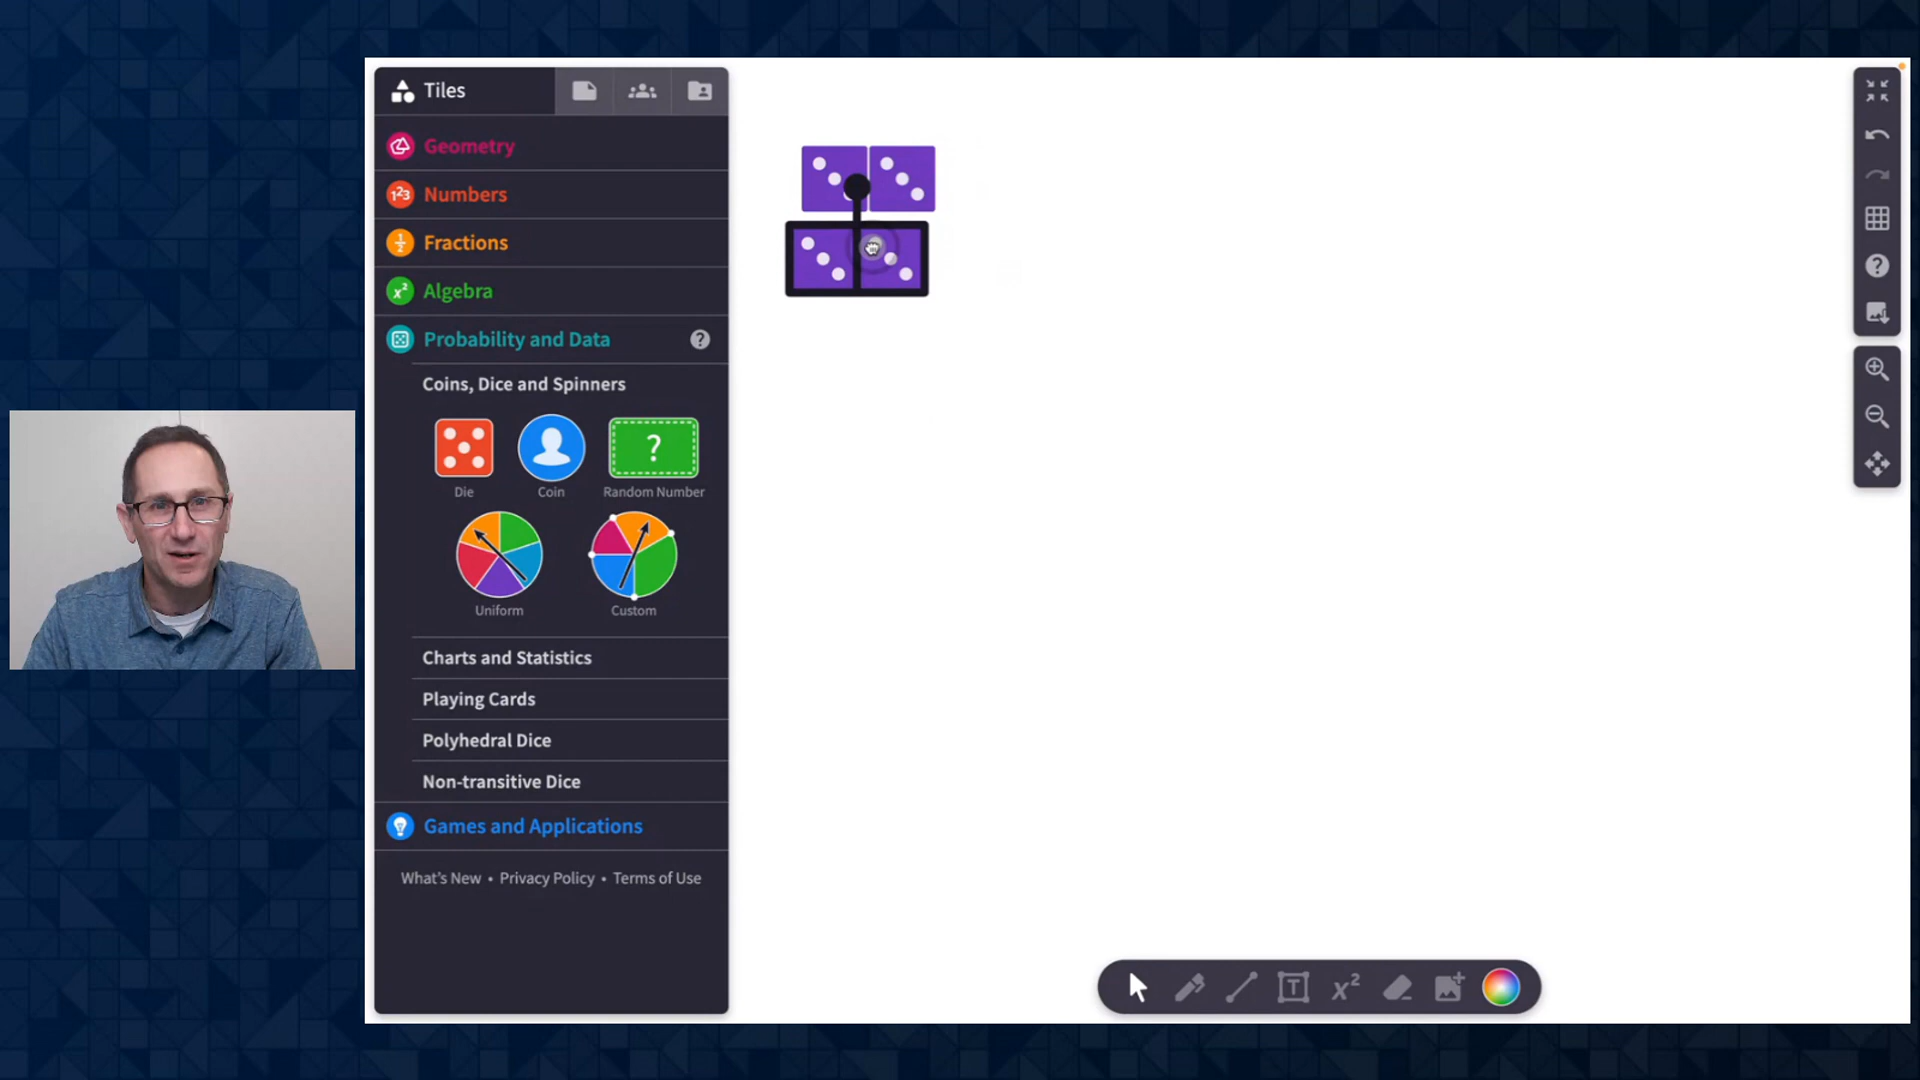 Tiles
Geometry
Numbers
Fractions
Algebra
Probability and Data
Coins, Dice and Spinners
?
Die
Coin
Random Number
Uniform
Custom
Charts and Statistics
Playing Cards
Polyhedral Dice
Non-transitive Dice
Games and Applications
What's New • Privacy Policy • Terms of Use